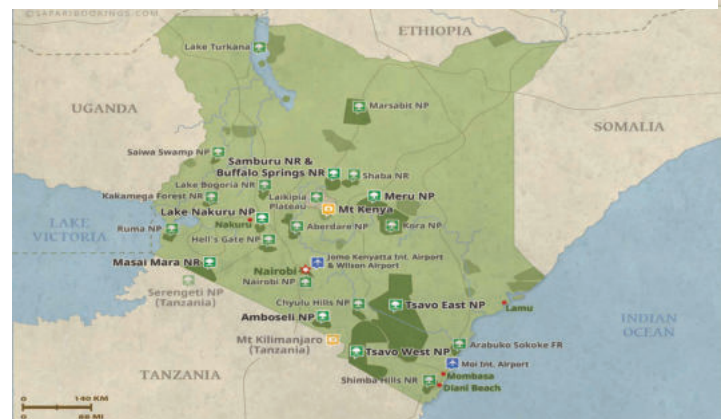 ©SAFARIBOOKINGS.COM
ETHIOPIA
Lake Turkana
UGANDA
Marsabit NP
SOMALIA
Saiwa Swamp NP
Samburu NR &
Buffalo Springs NR
Shaba NR
Lake Bogoria NR
Kakamega Forest NR
Laikipia
Plateau
Meru NP
Mt Kenya
LAKE
VICTORIA
Lake Nakuru NP
Nakuru
Ruma NP
Aberdare NP
Kora NP
Hell's Gate NP
Masai Mara NR
Jomo Kenyatta Int. Airport
& Wilson Airport
Nairobi
Nairobi NP
Serengeti NP
(Tanzania)
Chyulu Hills NP
Tsavo East NP
Lamu
Amboseli NP
INDIAN
OCEAN
Mt Kilimanjaro
(Tanzania)
Tsavo West NP
Arabuko Sokoke FR
Moi Int. Airport
TANZANIA
Shimba Hills NR
Mombasa
Diani Beach
0 140 KM
0 88 MI